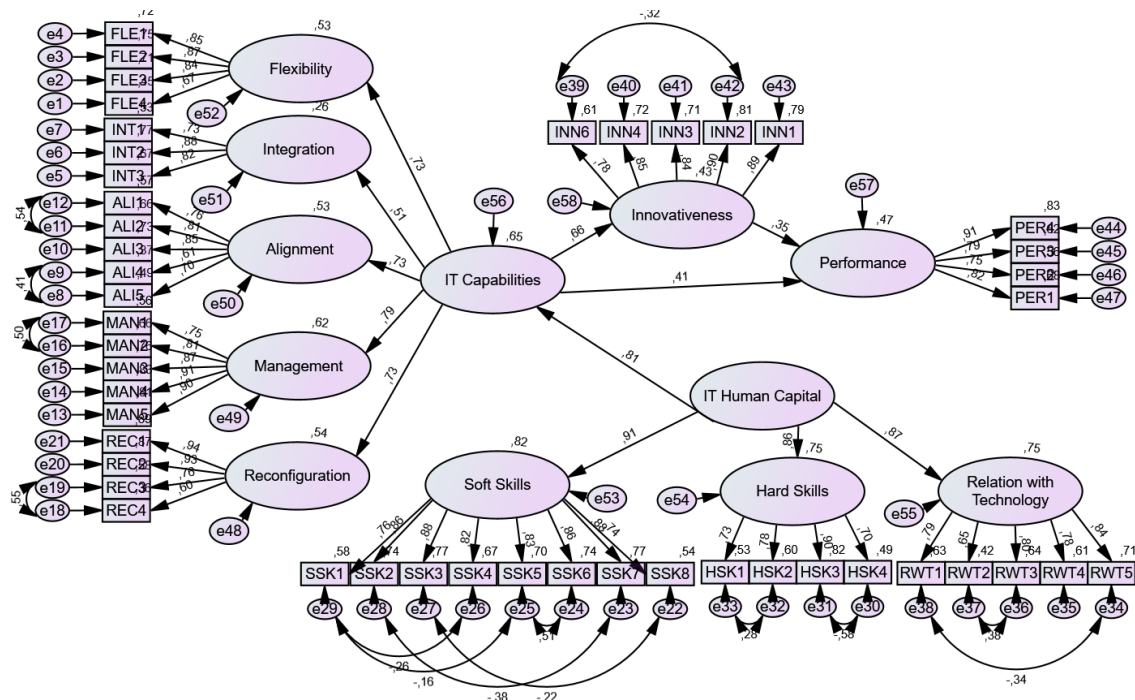 ,72
e4 FLE1 ,85
e3 FLE2 ,87
e2 FLE3 ,84
e1 FLE4 ,67
,53
Flexibility
e52
e7 INT1 ,73
e6 INT2 ,88
e5 INT3 ,82
,26
Integration
e51
e12 ALI1 ,76
e11 ALI2 ,81
e10 ALI3 ,85
e9 ALI4 ,61
e8 ALI5 ,70
,54
,41
,53
Alignment
e50
e17 MAN1 ,75
e16 MAN2 ,81
e15 MAN3 ,87
e14 MAN4 ,91
e13 MAN5 ,90
,50
,62
Management
e49
e21 REC1 ,94
e20 REC2 ,93
e19 REC3 ,76
e18 REC4 ,60
,55
,54
Reconfiguration
e48
,73
,51
,73
,79
,73
e56
,65
IT Capabilities
,66
,41
,81
-,32
e39 e40 e41 e42 e43
,61 ,72 ,71 ,81 ,79
INN6 INN4 INN3 INN2 INN1
,78 ,85 ,84 ,90 ,89
e58
,43
Innovativeness
,35
e57
,47
Performance
,83
,91 PER4 e44
,79 PER3 e45
,75 PER2 e46
,82 PER1 e47
IT Human Capital
,91 ,86 ,87
,82
Soft Skills
e53
,76 ,86 ,88 ,82 ,83 ,86 ,88 ,74
,58 ,74 ,77 ,67 ,70 ,74 ,77 ,54
SSK1 SSK2 SSK3 SSK4 SSK5 SSK6 SSK7 SSK8
e29 e28 e27 e26 e25 e24 e23 e22
,51
-,26
-,16
-,38
-,22
,75
Hard Skills
e54
,73 ,78 ,90 ,70
,53 ,60 ,82 ,49
HSK1 HSK2 HSK3 HSK4
e33 e32 e31 e30
,28 -,58
,75
Relation with
Technology
e55
,79 ,65 ,80 ,78 ,84
,63 ,42 ,64 ,61 ,71
RWT1 RWT2 RWT3 RWT4 RWT5
e38 e37 e36 e35 e34
,38
-,34